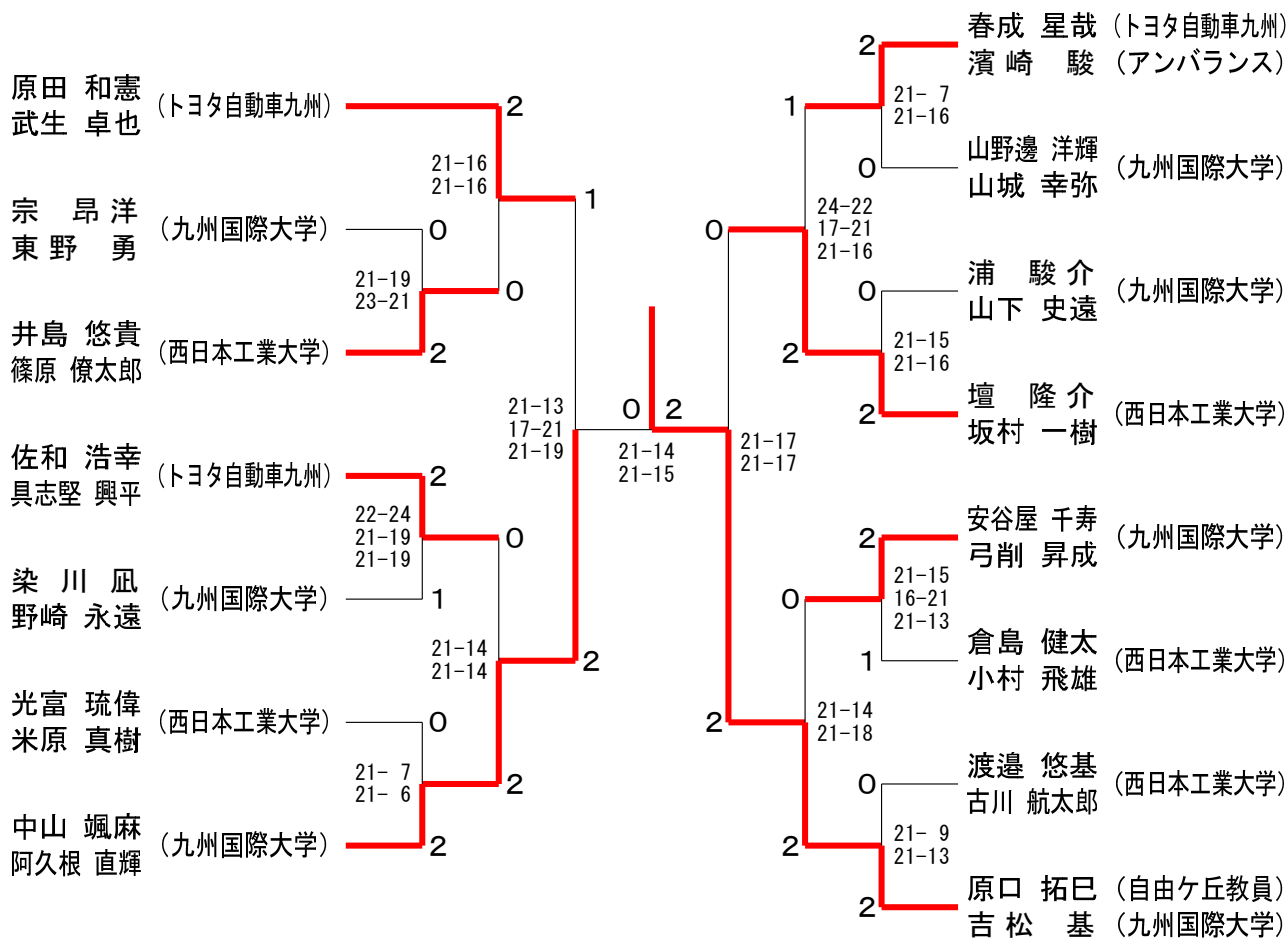 原田 和憲
武生 卓也
(トヨタ自動車九州)
2
21-16
21-16
1
宗 昂洋
東野 勇
(九州国際大学)
0
21-19
23-21
0
井島 悠貴
篠原 僚太郎
(西日本工業大学)
2
21-13
17-21
21-19
佐和 浩幸
具志堅 興平
(トヨタ自動車九州)
2
22-24
21-19
21-19
0
染川 凪
野崎 永遠
(九州国際大学)
1
21-14
21-14
2
光富 琉偉
米原 真樹
(西日本工業大学)
0
21- 7
21- 6
2
中山 颯麻
阿久根 直輝
(九州国際大学)
2
0
2
21-14
21-15
春成 星哉 (トヨタ自動車九州)
濱崎 駿 (アンバランス)
2
21- 7
21-16
1
山野邊 洋輝
山城 幸弥
(九州国際大学)
0
24-22
17-21
21-16
0
浦 駿介
山下 史遠
(九州国際大学)
0
21-15
21-16
2
壇 隆介
坂村 一樹
(西日本工業大学)
2
21-17
21-17
安谷屋 千寿
弓削 昇成
(九州国際大学)
2
21-15
16-21
21-13
0
倉島 健太
小村 飛雄
(西日本工業大学)
1
21-14
21-18
2
渡邉 悠基
古川 航太郎
(西日本工業大学)
0
21- 9
21-13
2
原口 拓巳 (自由ケ丘教員)
吉松 基 (九州国際大学)
2